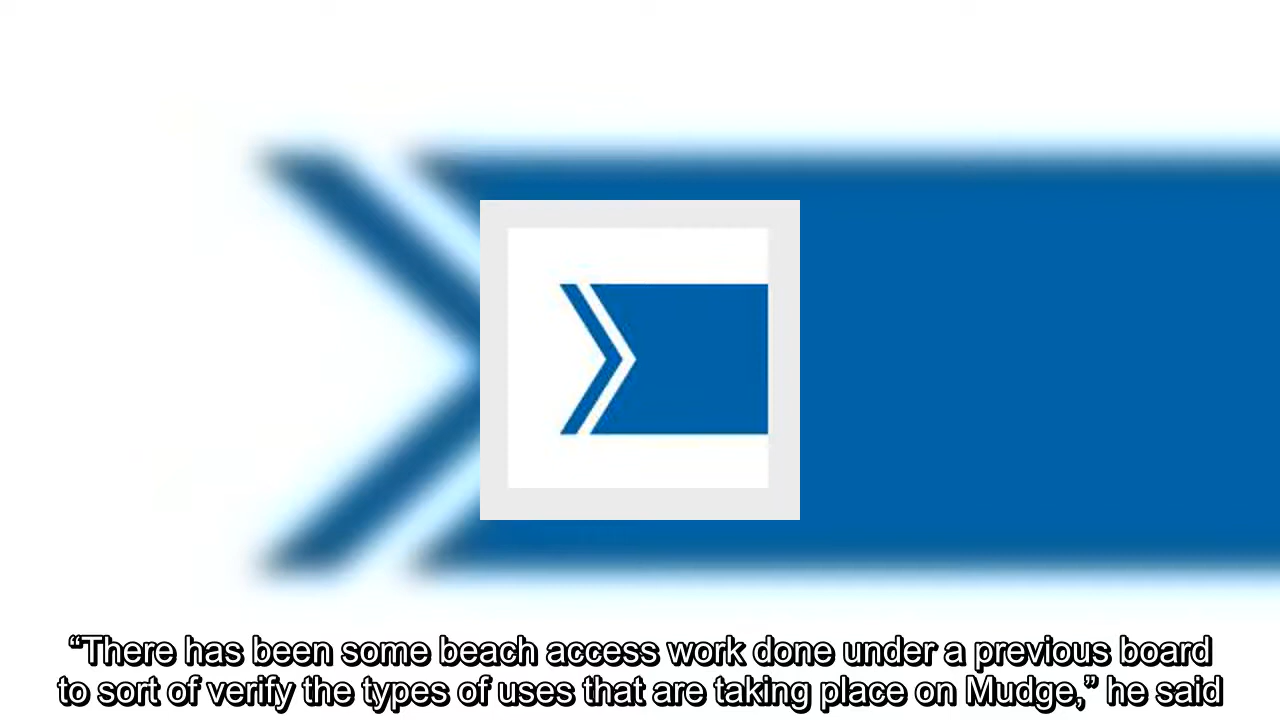 “There has been some beach access work done under a previous board
to sort of verify the types of uses that are taking place on Mudge,” he said